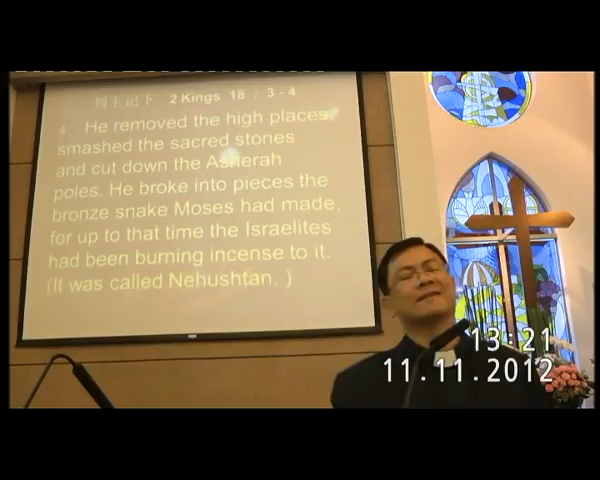 列王记下 2 Kings 18 : 3 - 4
4 He removed the high places,
smashed the sacred stones
and cut down the Asherah
poles. He broke into pieces the
bronze snake Moses had made,
for up to that time the Israelites
had been burning incense to it.
(It was called Nehushtan. )
13:21
11.11.2012